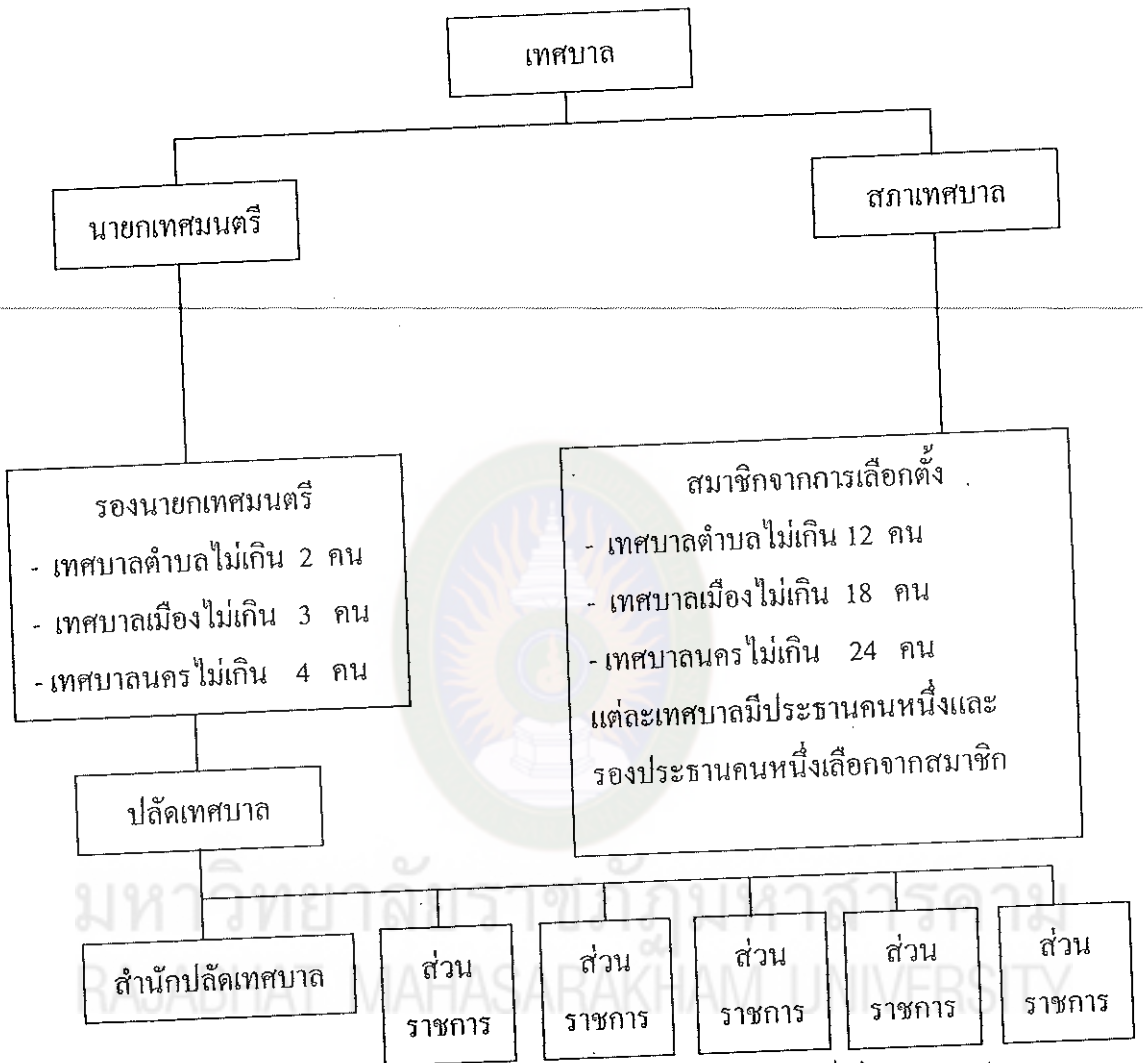 เทศบาล
นายกเทศมนตรี
สภาเทศบาล
รองนายกเทศมนตรี
- เทศบาลตำบลไม่เกิน 2 คน
- เทศบาลเมืองไม่เกิน 3 คน
- เทศบาลนครไม่เกิน 4 คน
สมาชิกจากการเลือกตั้ง
- เทศบาลตำบลไม่เกิน 12 คน
- เทศบาลเมืองไม่เกิน 18 คน
- เทศบาลนครไม่เกิน 24 คน
แต่ละเทศบาลมีประธานคนหนึ่งและ
รองประธานคนหนึ่งเลือกจากสมาชิก
ปลัดเทศบาล
สำนักปลัดเทศบาล
ส่วน
ราชการ
ส่วน
ราชการ
ส่วน
ราชการ
ส่วน
ราชการ
ส่วน
ราชการ
มหาวิทยาลัยราชภัฏมหาสารคาม
RAJABHAT MAHASARAKHAM UNIVERSITY